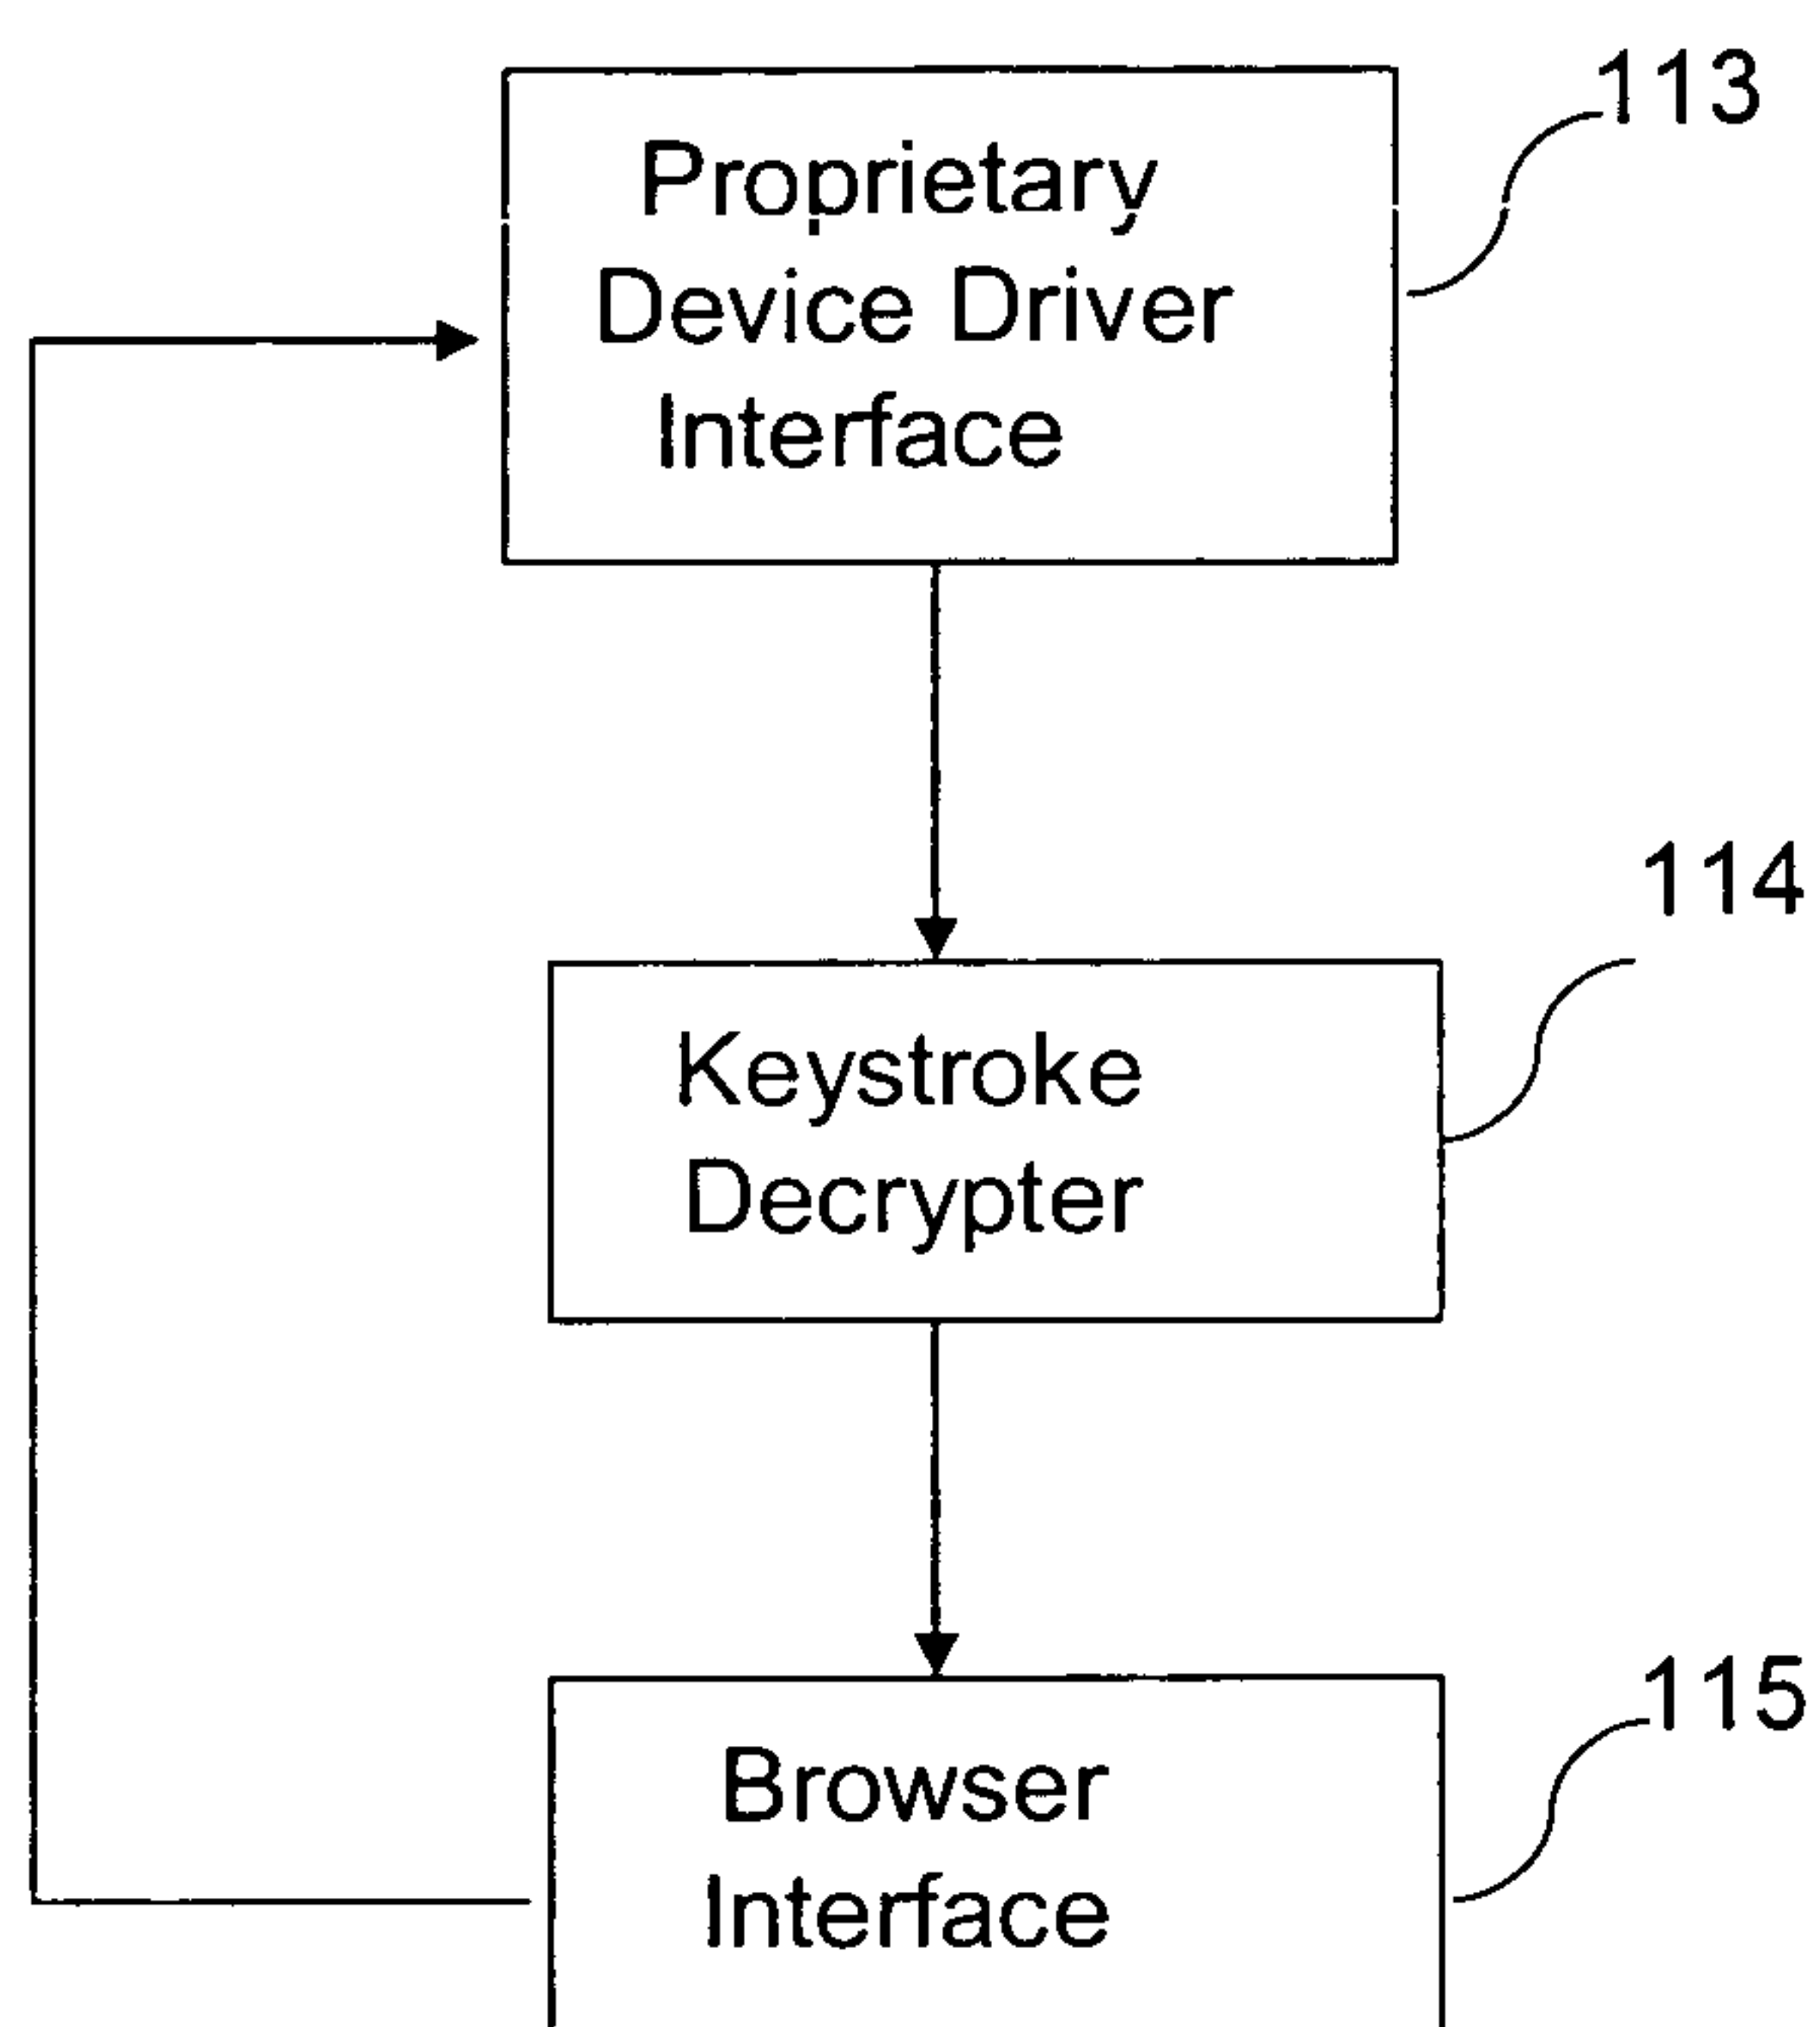 113
Proprietary
Device Driver
Interface
114
Keystroke
Decrypter
115
Browser
Interface